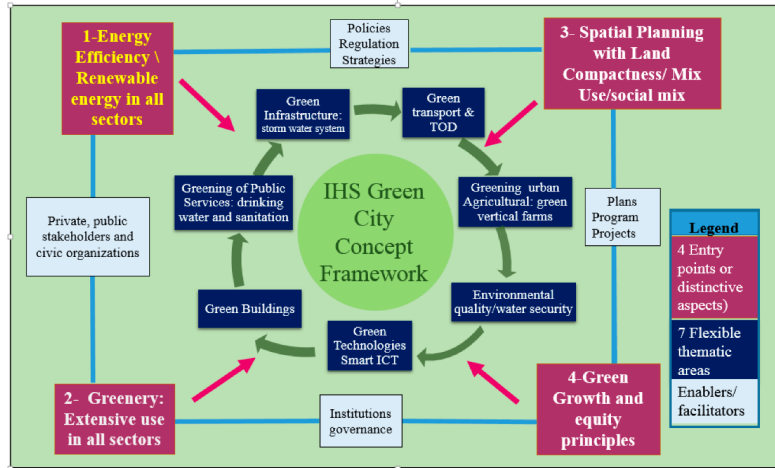 1-Energy
Efficiency \
Renewable
energy in all
sectors
Policies
Regulation
Strategies
3- Spatial Planning
with Land
Compactness/ Mix
Use/social mix
Green
Infrastructure:
storm water system
Green
transport & TOD
Greening of Public
Services: drinking
water and sanitation
IHS Green
City
Concept
Framework
Greening urban
Agricultural: green
vertical farms
Private, public
stakeholders and
civic organizations
Plans
Program
Projects
Green Buildings
Environmental
quality/water security
Green
Technologies
Smart ICT
2- Greenery:
Extensive use
in all sectors
Institutions
governance
4-Green
Growth and
equity
principles
Legend
4 Entry
points or
distinctive
aspects)
7 Flexible
thematic
areas
Enablers/
facilitators